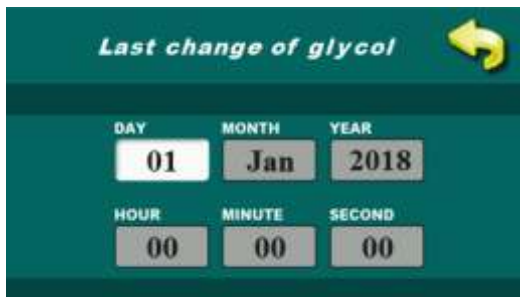 Last change of glycol
DAY MONTH YEAR
01 Jan 2018
HOUR MINUTE SECOND
00 00 00